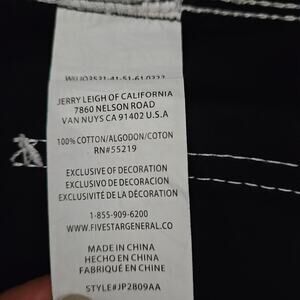 JERRY LEIGH OF CALIFORNIA
7860 NELSON ROAD
VAN NUYS CA 91402 U.S.A
100% COTTON/ALGODON/COTON
RN#55219
EXCLUSIVE OF DECORATION
EXCLUSIVO DE DECORACION
EXCLUSIVITÉ DE LA DÉCORATION
1-855-909-6200
WWW.FIVESTARGENERAL.CO
MADE IN CHINA
HECHO EN CHINA
FABRIQUÉ EN CHINE
STYLE#JP2809AA